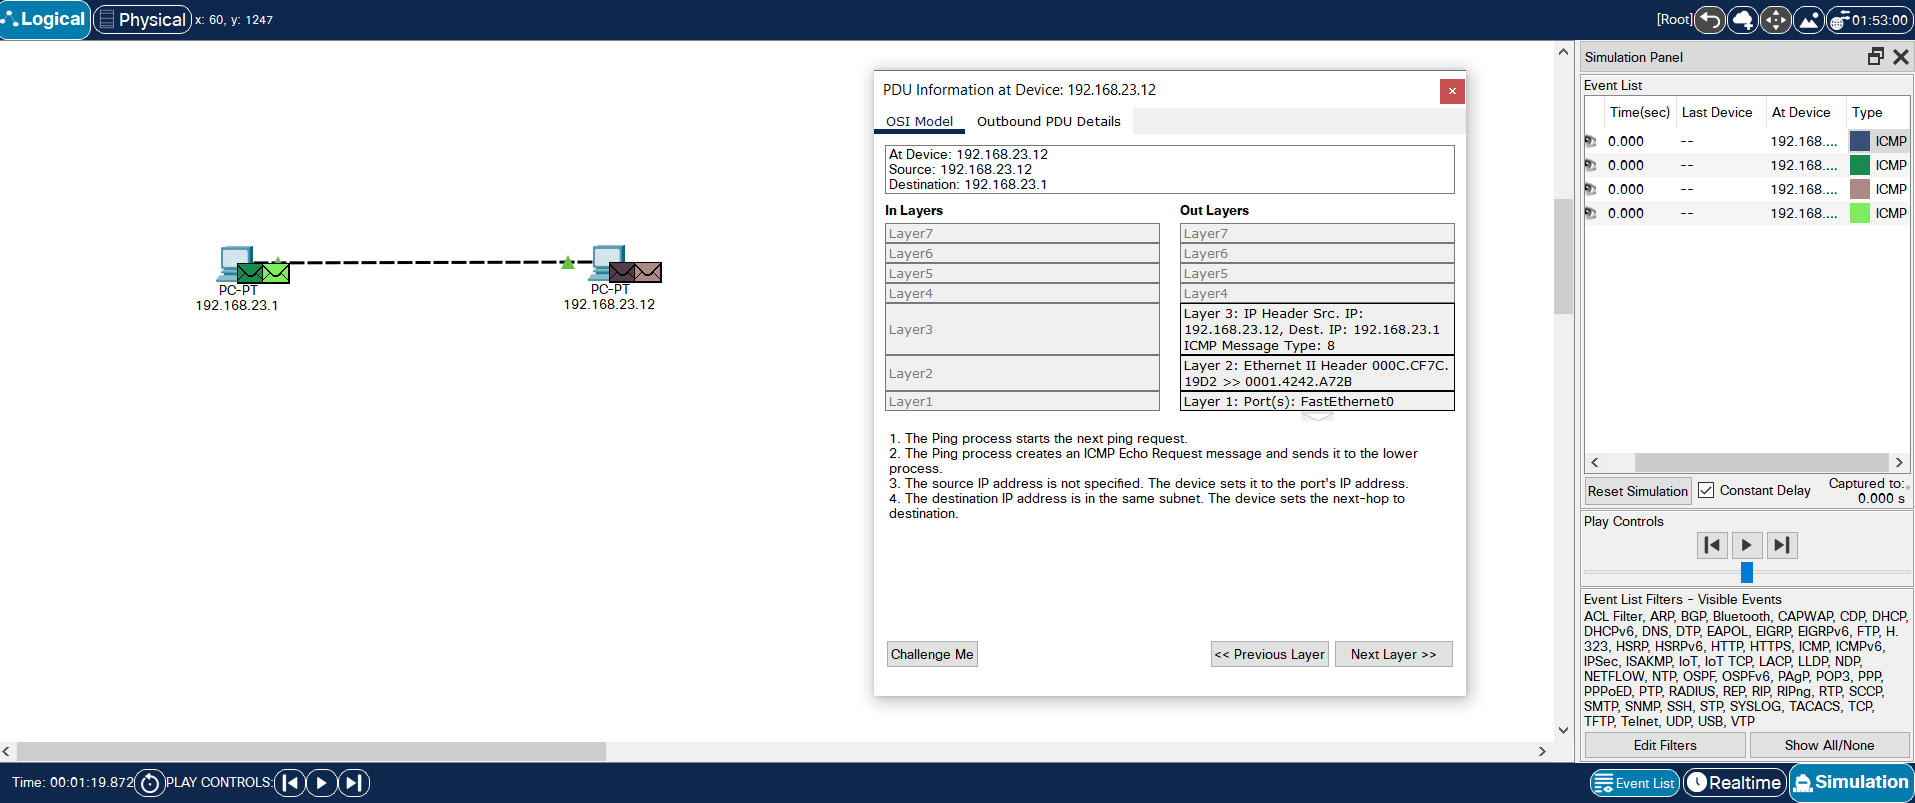 Logical
Physical
x: 60, y: 1247
[Root]
01:53:00
PC-PT
192.168.23.1
PC-PT
192.168.23.12
PDU Information at Device: 192.168.23.12
OSI Model
Outbound PDU Details
At Device: 192.168.23.12
Source: 192.168.23.12
Destination: 192.168.23.1
In Layers
Layer7
Layer6
Layer5
Layer4
Layer3
Layer2
Layer1
Out Layers
Layer7
Layer6
Layer5
Layer4
Layer 3: IP Header Src. IP:
192.168.23.12, Dest. IP: 192.168.23.1
ICMP Message Type: 8
Layer 2: Ethernet II Header 000C.CF7C.
19D2 >> 0001.4242.A72B
Layer 1: Port(s): FastEthernet0
1. The Ping process starts the next ping request.
2. The Ping process creates an ICMP Echo Request message and sends it to the lower
process.
3. The source IP address is not specified. The device sets it to the port's IP address.
4. The destination IP address is in the same subnet. The device sets the next-hop to
destination.
Challenge Me
<< Previous Layer
Next Layer >>
Simulation Panel
Event List
Time(sec) Last Device At Device Type
0.000 -- 192.168.... ICMP
0.000 -- 192.168.... ICMP
0.000 -- 192.168.... ICMP
0.000 -- 192.168.... ICMP
Reset Simulation
Constant Delay
Captured to:
0.000 s
Play Controls
Event List Filters - Visible Events
ACL Filter, ARP, BGP, Bluetooth, CAPWAP, CDP, DHCP,
DHCPv6, DNS, DTP, EAPOL, EIGRP, EIGRPv6, FTP, H.
323, HSRP, HSRPv6, HTTP, HTTPS, ICMP, ICMPv6,
IPSec, ISAKMP, IoT, IoT TCP, LACP, LLDP, NDP,
NETFLOW, NTP, OSPF, OSPFv6, PAgP, POP3, PPP,
PPPoED, PTP, RADIUS, REP, RIP, RIPng, RTP, SCCP,
SMTP, SNMP, SSH, STP, SYSLOG, TACACS, TCP,
TFTP, Telnet, UDP, USB, VTP
Edit Filters
Show All/None
Time: 00:01:19.872
PLAY CONTROLS:
Event List
Realtime
Simulation